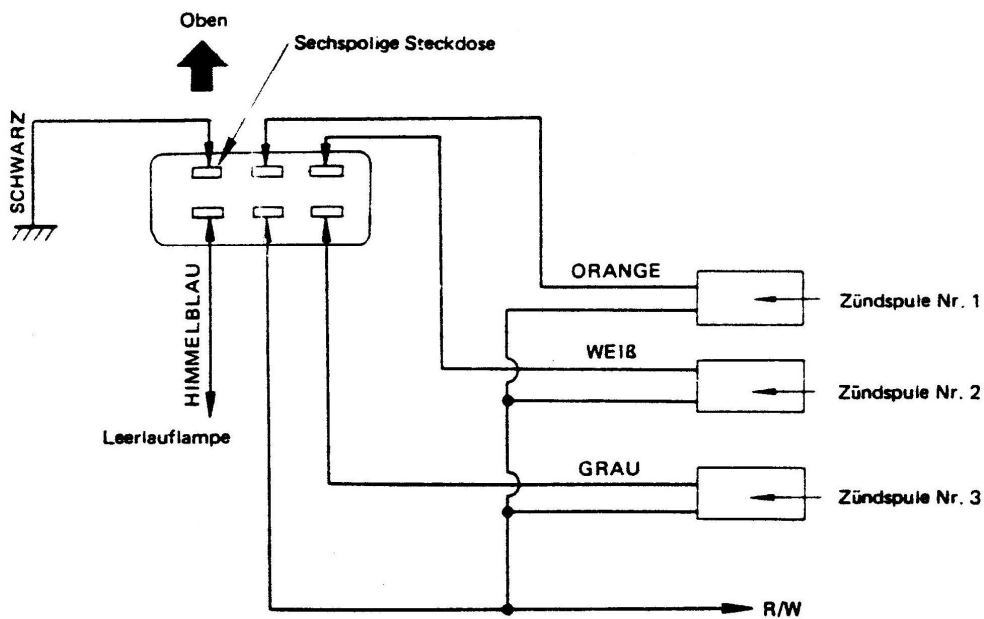 Oben
Sechspolige Steckdose
SCHWARZ
ORANGE
Zündspule Nr. 1
HIMMELBLAU
WEIß
Zündspule Nr. 2
Leerlauflampe
GRAU
Zündspule Nr. 3
R/W